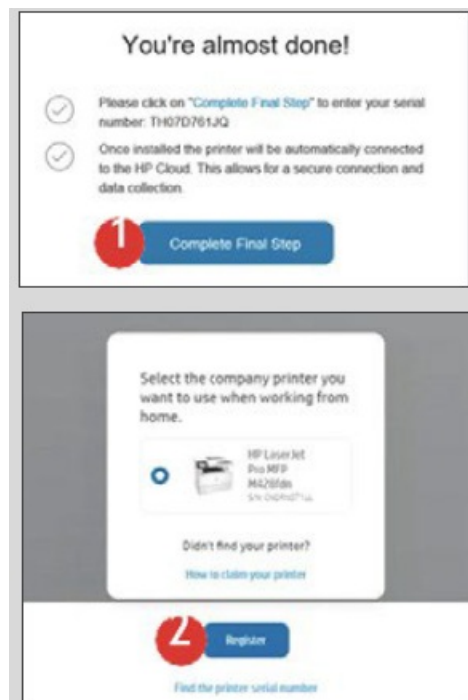 You're almost done!
Please click on "Complete Final Step" to enter your serial
number: TH07D761JQ
Once installed the printer will be automatically connected
to the HP Cloud. This allows for a secure connection and
data collection.
1
Complete Final Step
Select the company printer you
want to use when working from
home.
HP LaserJet
Pro MFP
M428fdn
Didn't find your printer?
How to claim your printer
2
Register
Find the printer serial number